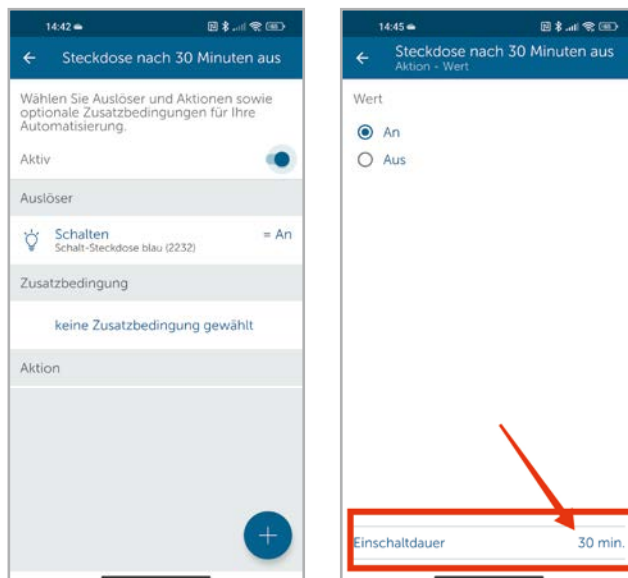 14:42
Steckdose nach 30 Minuten aus
Wählen Sie Auslöser und Aktionen sowie
optionale Zusatzbedingungen für Ihre
Automatisierung.
Aktiv
Auslöser
Schalten = An
Schalt-Steckdose blau (2232)
Zusatzbedingung
keine Zusatzbedingung gewählt
Aktion
14:45
Steckdose nach 30 Minuten aus
Aktion - Wert
Wert
An
Aus
Einschaltdauer 30 min.